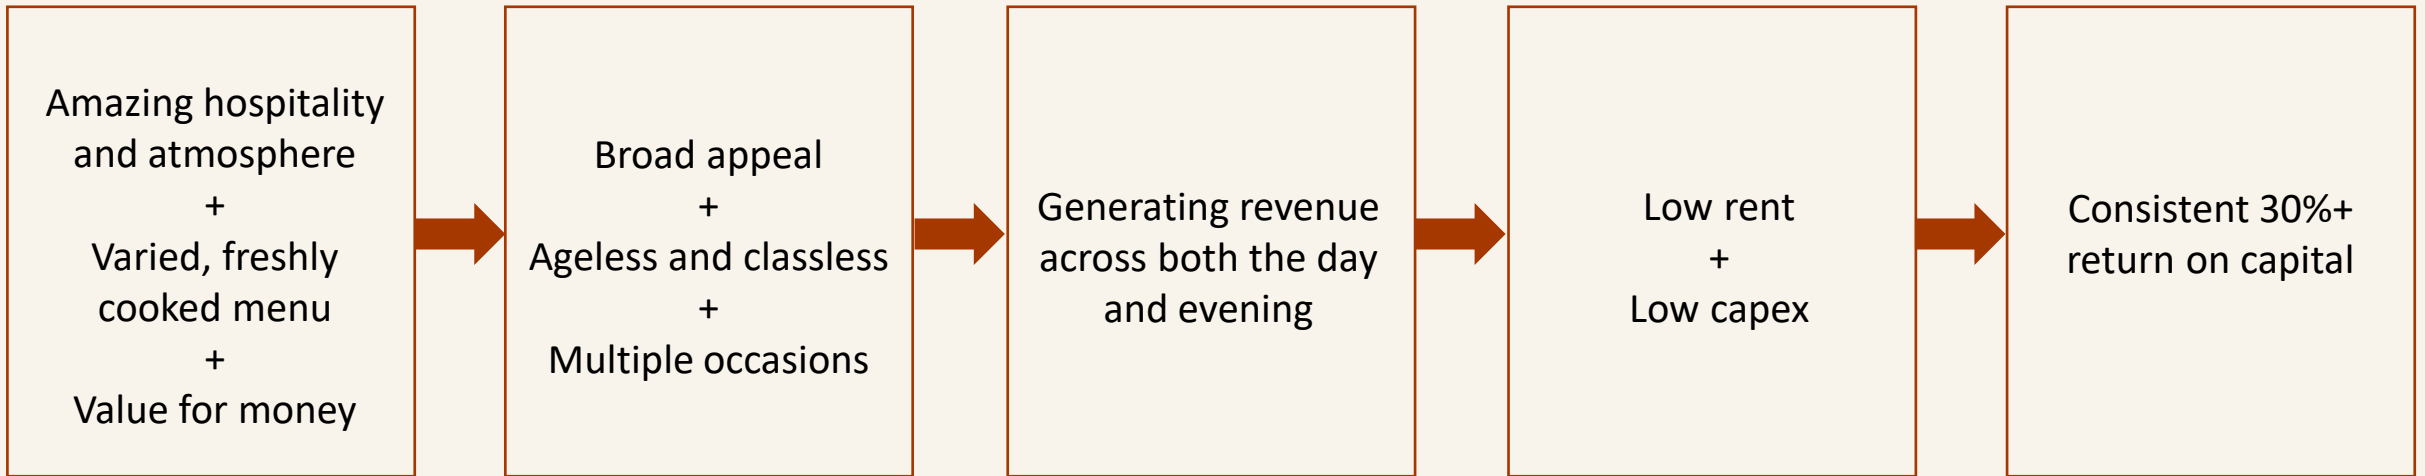 Amazing hospitality
and atmosphere
+
Varied, freshly
cooked menu
+
Value for money
Broad appeal
+
Ageless and classless
+
Multiple occasions
Generating revenue
across both the day
and evening
Low rent
+
Low capex
Consistent 30%+
return on capital